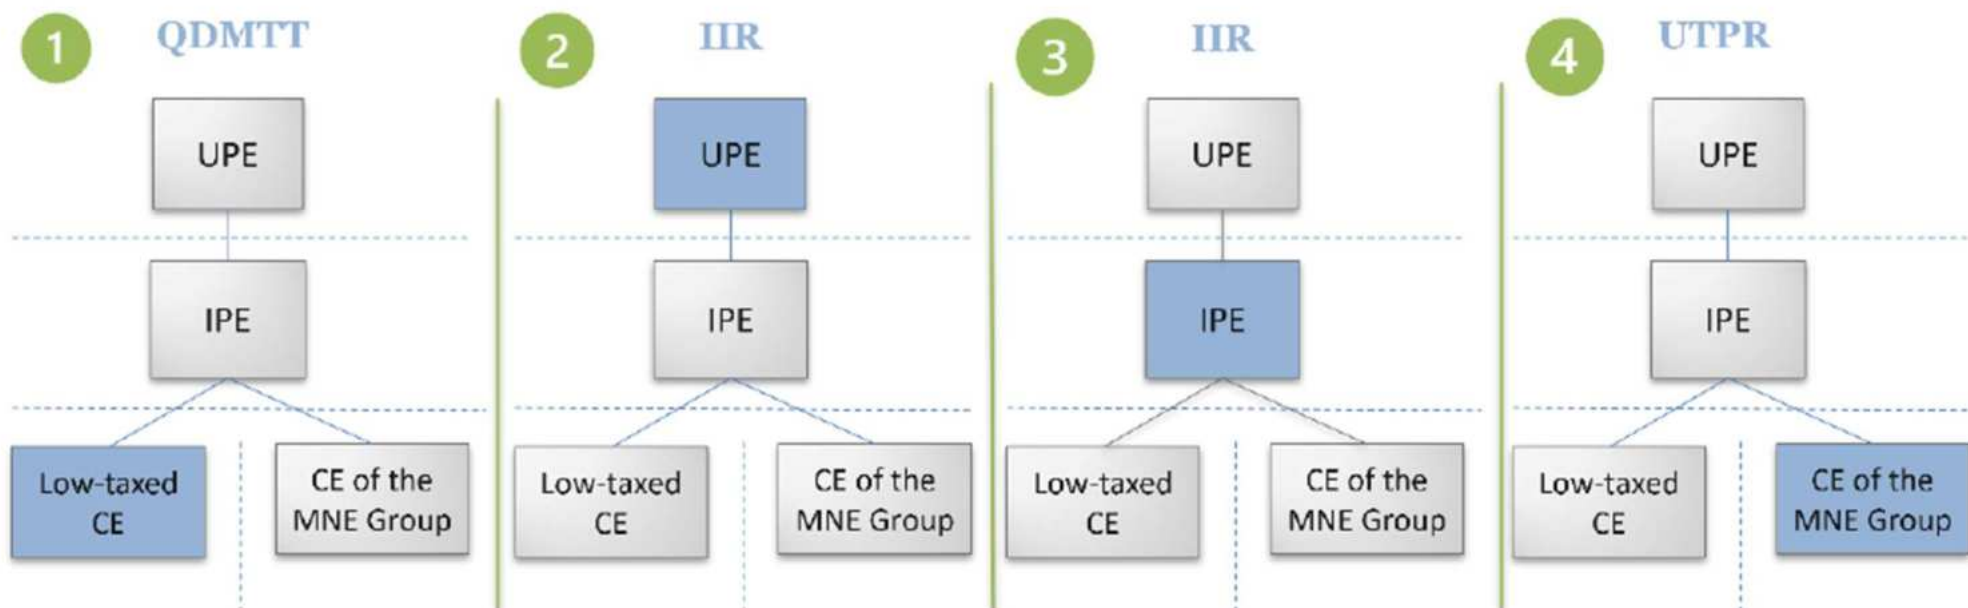 1 QDMTT
UPE
IPE
Low-taxed
CE
CE of the
MNE Group
2 IIR
UPE
IPE
Low-taxed
CE
CE of the
MNE Group
3 IIR
UPE
IPE
Low-taxed
CE
CE of the
MNE Group
4 UTPR
UPE
IPE
Low-taxed
CE
CE of the
MNE Group